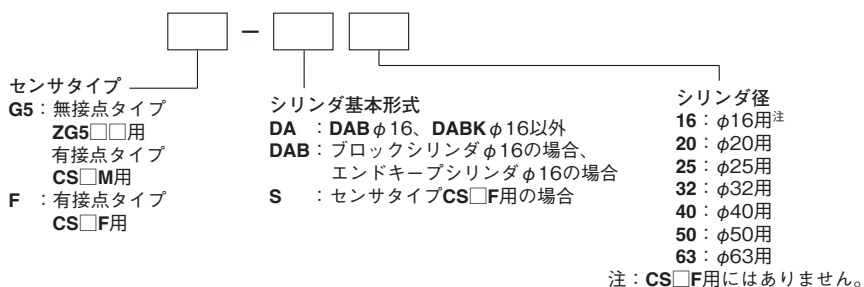 －
センサタイプ
G5：無接点タイプ
ZG5□□用
有接点タイプ
CS□M用
F ：有接点タイプ
CS□F用
シリンダ基本形式
DA ：DABφ16、DABKφ16以外
DAB：ブロックシリンダφ16の場合、
エンドキープシリンダφ16の場合
S ：センサタイプCS□F用の場合
シリンダ径
16：φ16用注
20：φ20用
25：φ25用
32：φ32用
40：φ40用
50：φ50用
63：φ63用
注：CS□F用にはありません。